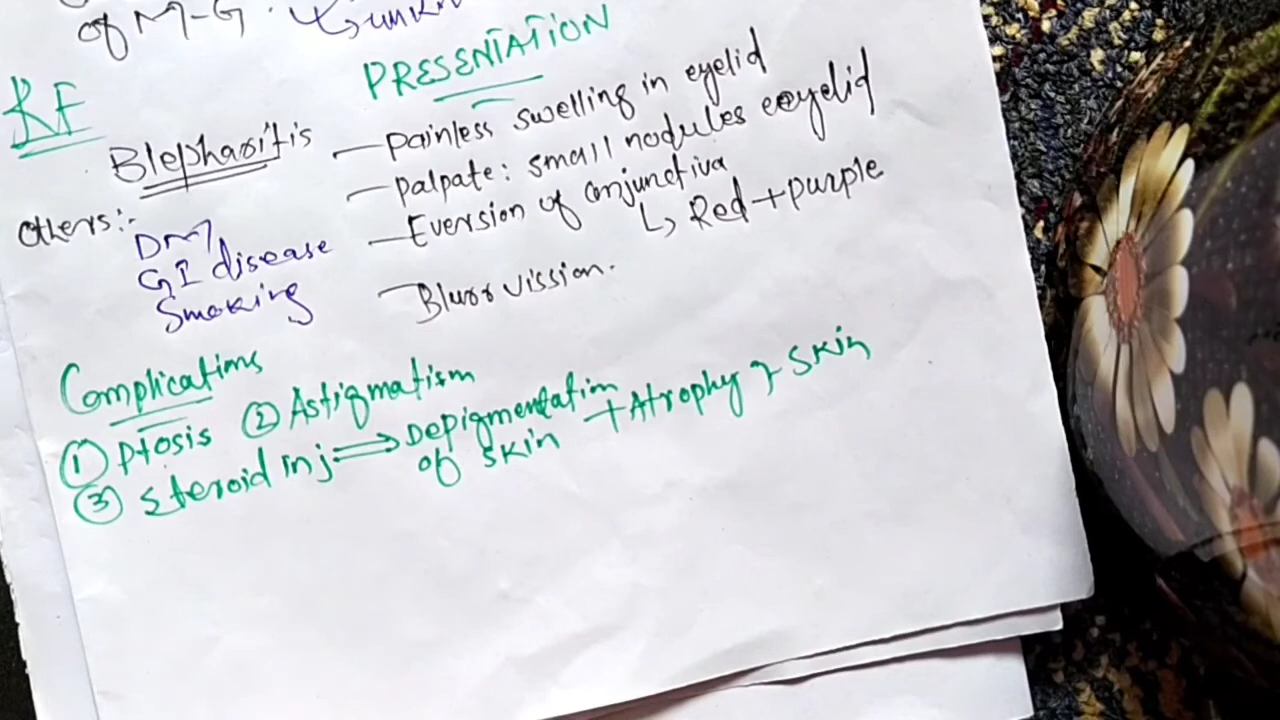 of M-G
RF
Blepharitis
Others:-
DM
GI disease
Smoking
PRESENTATION
— Painless swelling in eyelid
— palpate: small nodules eyelid
— Eversion of conjunctiva
↳ Red + purple
— Blurr vission.
Complications
① Ptosis ② Astigmatism
③ Steroid inj ⟹ Depigmentation of skin + Atrophy of skin